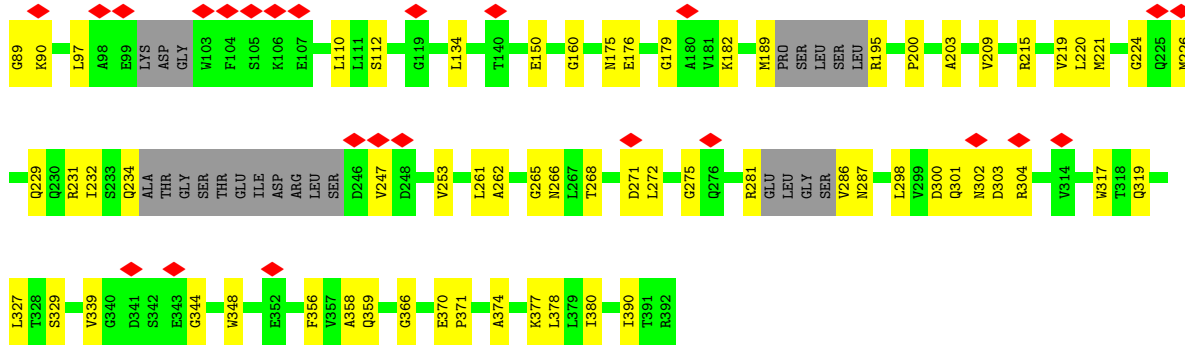 G89 K90 L97 A98 E99 LYS ASP GLY W103 F104 S105 K106 E107 L110 L111 S112 G119 L134 T140 E150 G160 N175 E176 G179 A180 V181 K182 M189 PRO SER LEU SER LEU R195 P200 A203 V209 R215 V219 L220 M221 G224 Q225 M226
Q229 Q230 R231 I232 S233 Q234 ALA THR GLY SER THR GLU ILE ASP ARG LEU SER D246 V247 D248 V253 L261 A262 G265 N266 L267 T268 D271 L272 G275 Q276 R281 GLU LEU GLY SER V286 N287 L298 V299 D300 Q301 N302 D303 R304 V314 W317 T318 Q319
L327 T328 S329 V339 G340 D341 S342 E343 G344 W348 E352 F356 V357 A358 Q359 G366 E370 P371 A374 K377 L378 L379 I380 I390 T391 R392